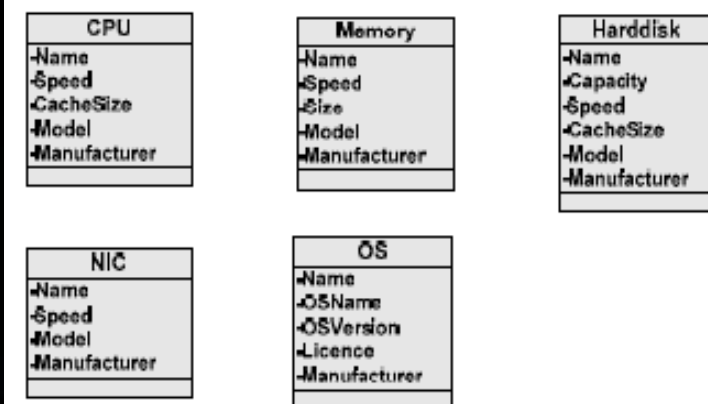 CPU
-Name
-Speed
-CacheSize
-Model
-Manufacturer
Memory
-Name
-Speed
-Size
-Model
-Manufacturer
Harddisk
-Name
-Capacity
-Speed
-CacheSize
-Model
-Manufacturer
NIC
-Name
-Speed
-Model
-Manufacturer
OS
-Name
-OSName
-OSVersion
-Licence
-Manufacturer